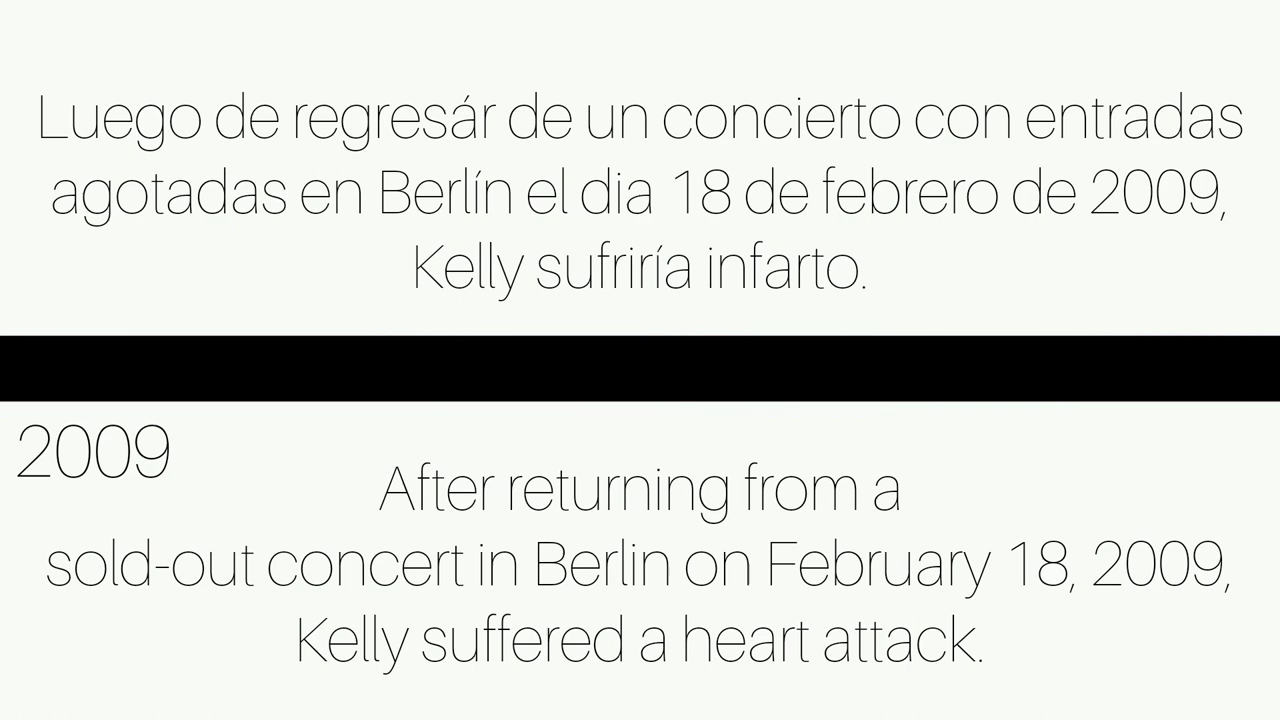 Luego de regresár de un concierto con entradas
agotadas en Berlín el dia 18 de febrero de 2009,
Kelly sufriría infarto.
2009
After returning from a
sold-out concert in Berlin on February 18, 2009,
Kelly suffered a heart attack.